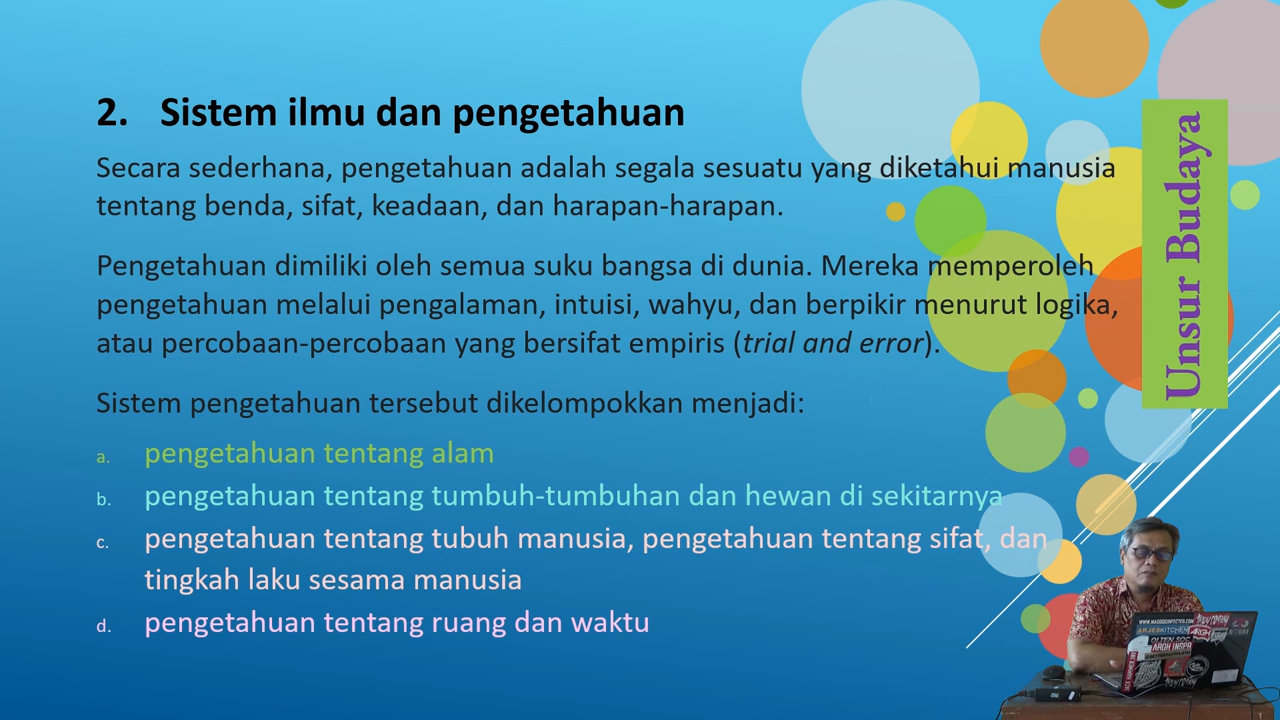 2. Sistem ilmu dan pengetahuan
Secara sederhana, pengetahuan adalah segala sesuatu yang diketahui manusia
tentang benda, sifat, keadaan, dan harapan-harapan.
Pengetahuan dimiliki oleh semua suku bangsa di dunia. Mereka memperoleh
pengetahuan melalui pengalaman, intuisi, wahyu, dan berpikir menurut logika,
atau percobaan-percobaan yang bersifat empiris (trial and error).
Sistem pengetahuan tersebut dikelompokkan menjadi:
a. pengetahuan tentang alam
b. pengetahuan tentang tumbuh-tumbuhan dan hewan di sekitarnya
c. pengetahuan tentang tubuh manusia, pengetahuan tentang sifat, dan
tingkah laku sesama manusia
d. pengetahuan tentang ruang dan waktu
Unsur Budaya